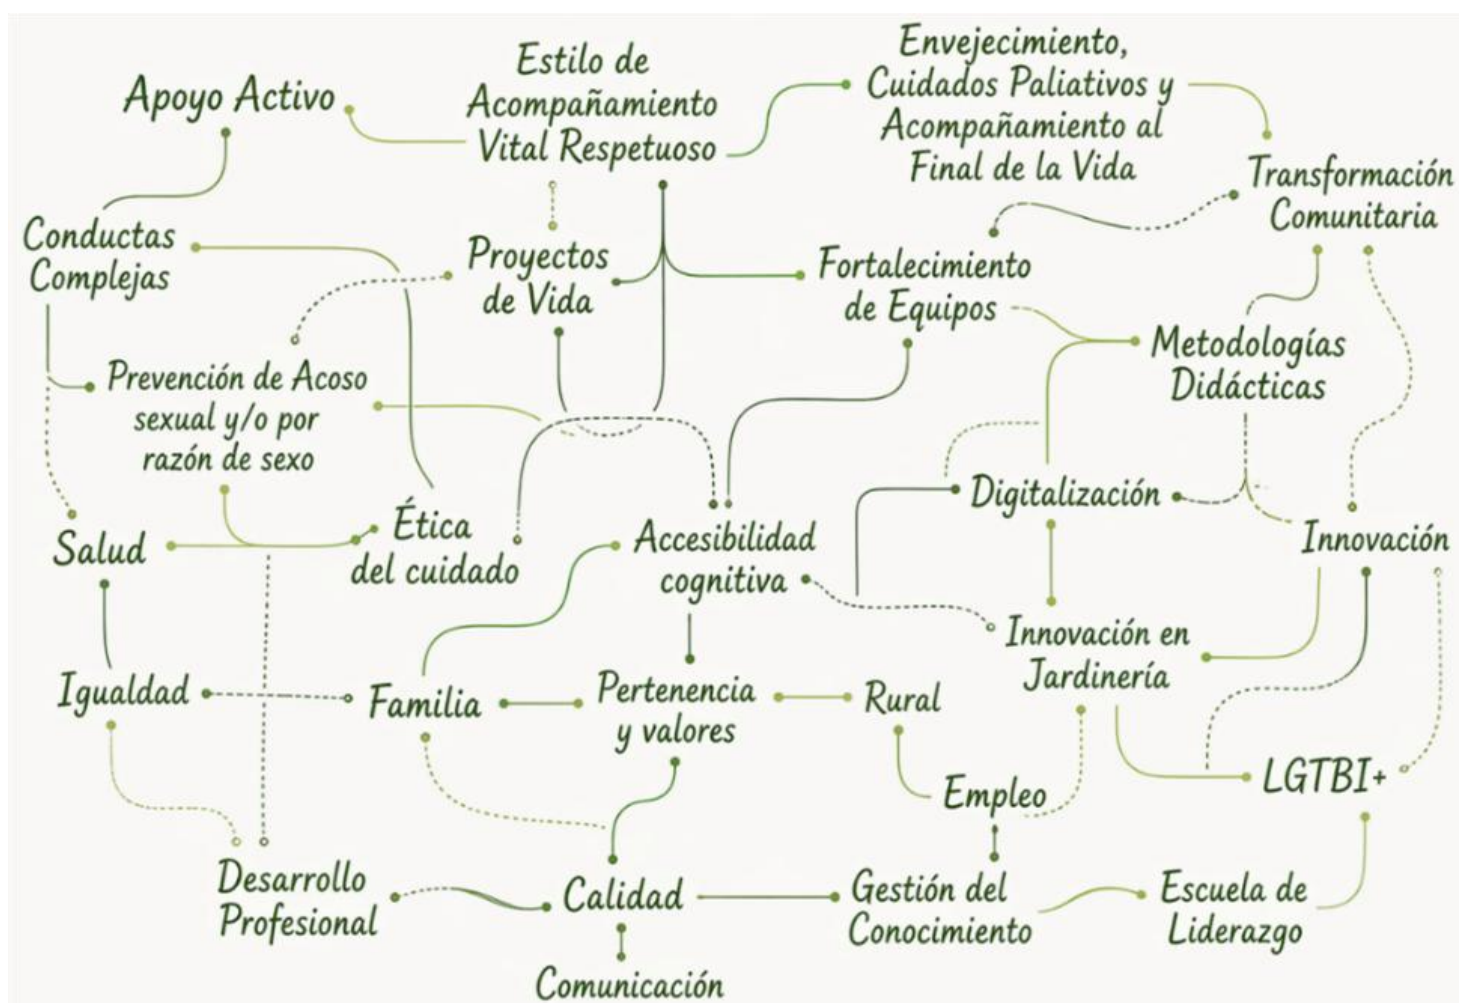 Apoyo Activo
Estilo de
Acompañamiento
Vital Respetuoso
Envejecimiento,
Cuidados Paliativos y
Acompañamiento al
Final de la Vida
Transformación
Comunitaria
Conductas
Complejas
Proyectos
de Vida
Fortalecimiento
de Equipos
Metodologías
Didácticas
Prevención de Acoso
sexual y/o por
razón de sexo
Salud
Ética
del cuidado
Accesibilidad
cognitiva
Digitalización
Innovación
Igualdad
Familia
Pertenencia
y valores
Rural
Innovación en
Jardinería
Empleo
LGTBI+
Desarrollo
Profesional
Calidad
Gestión del
Conocimiento
Escuela de
Liderazgo
Comunicación